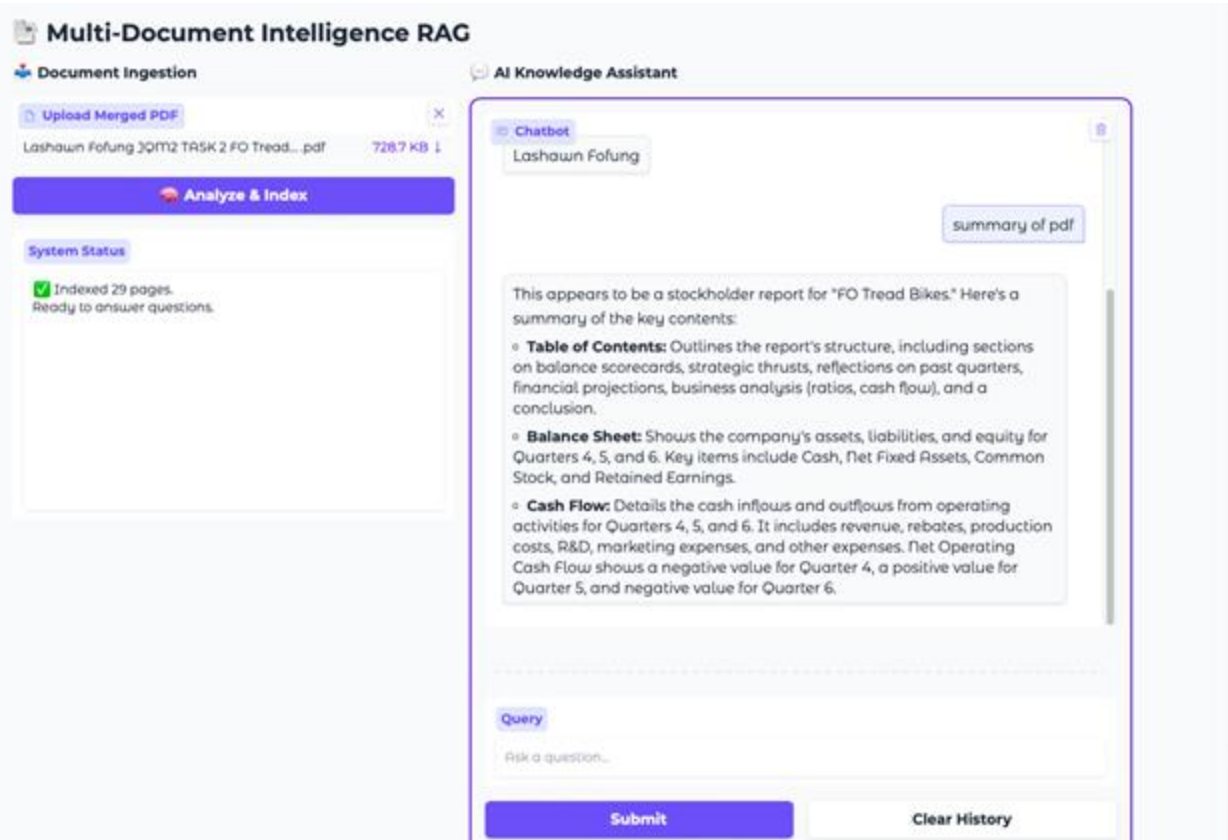 Multi-Document Intelligence RAG
Document Ingestion
Upload Merged PDF
Lashawn Fofung JQM2 TASK 2 FO Tread... .pdf
728.7 KB ↓
Analyze & Index
System Status
✅ Indexed 29 pages.
Ready to answer questions.
AI Knowledge Assistant
Chatbot
Lashawn Fofung
summary of pdf
This appears to be a stockholder report for "FO Tread Bikes." Here's a
summary of the key contents:
◦ Table of Contents: Outlines the report's structure, including sections
on balance scorecards, strategic thrusts, reflections on past quarters,
financial projections, business analysis (ratios, cash flow), and a
conclusion.
◦ Balance Sheet: Shows the company's assets, liabilities, and equity for
Quarters 4, 5, and 6. Key items include Cash, Net Fixed Assets, Common
Stock, and Retained Earnings.
◦ Cash Flow: Details the cash inflows and outflows from operating
activities for Quarters 4, 5, and 6. It includes revenue, rebates, production
costs, R&D, marketing expenses, and other expenses. Net Operating
Cash Flow shows a negative value for Quarter 4, a positive value for
Quarter 5, and negative value for Quarter 6.
Query
Ask a question...
Submit
Clear History